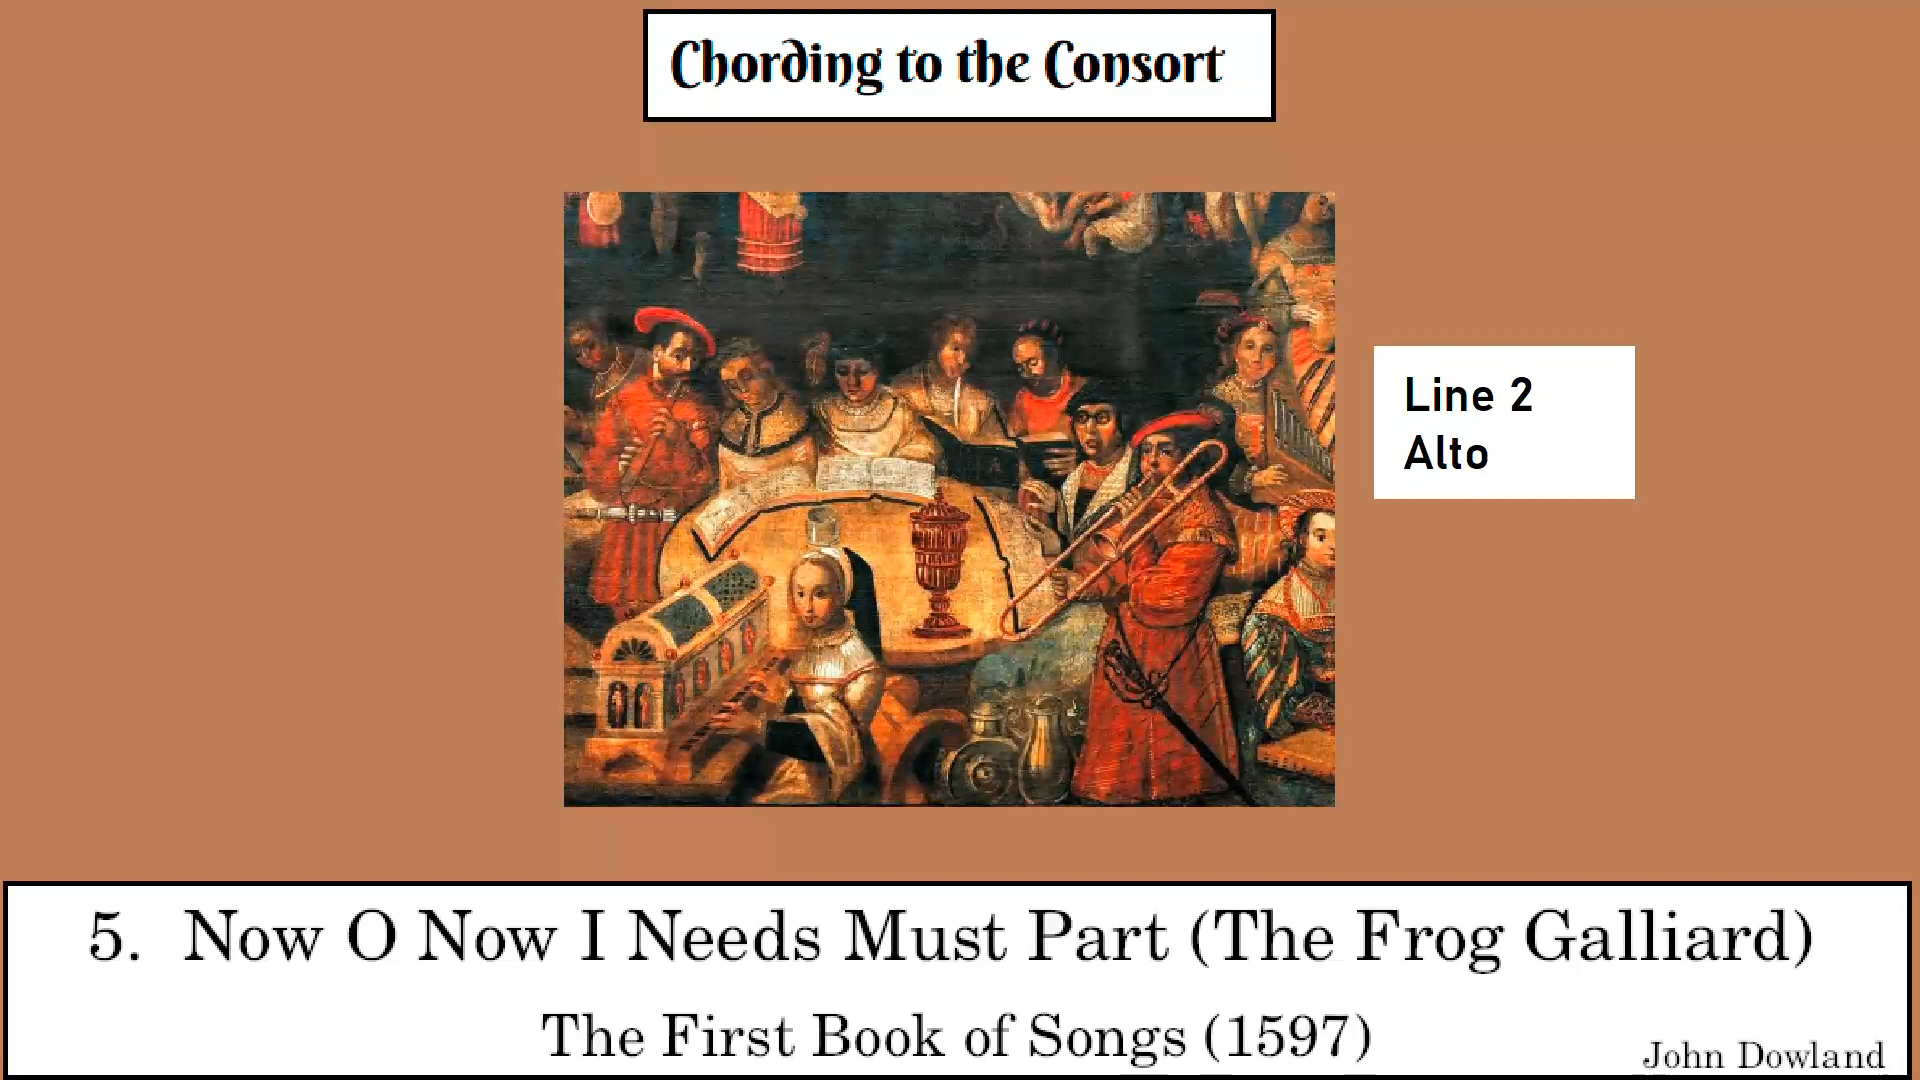 Chording to the Consort
Line 2
Alto
5. Now O Now I Needs Must Part (The Frog Galliard)
The First Book of Songs (1597)
John Dowland